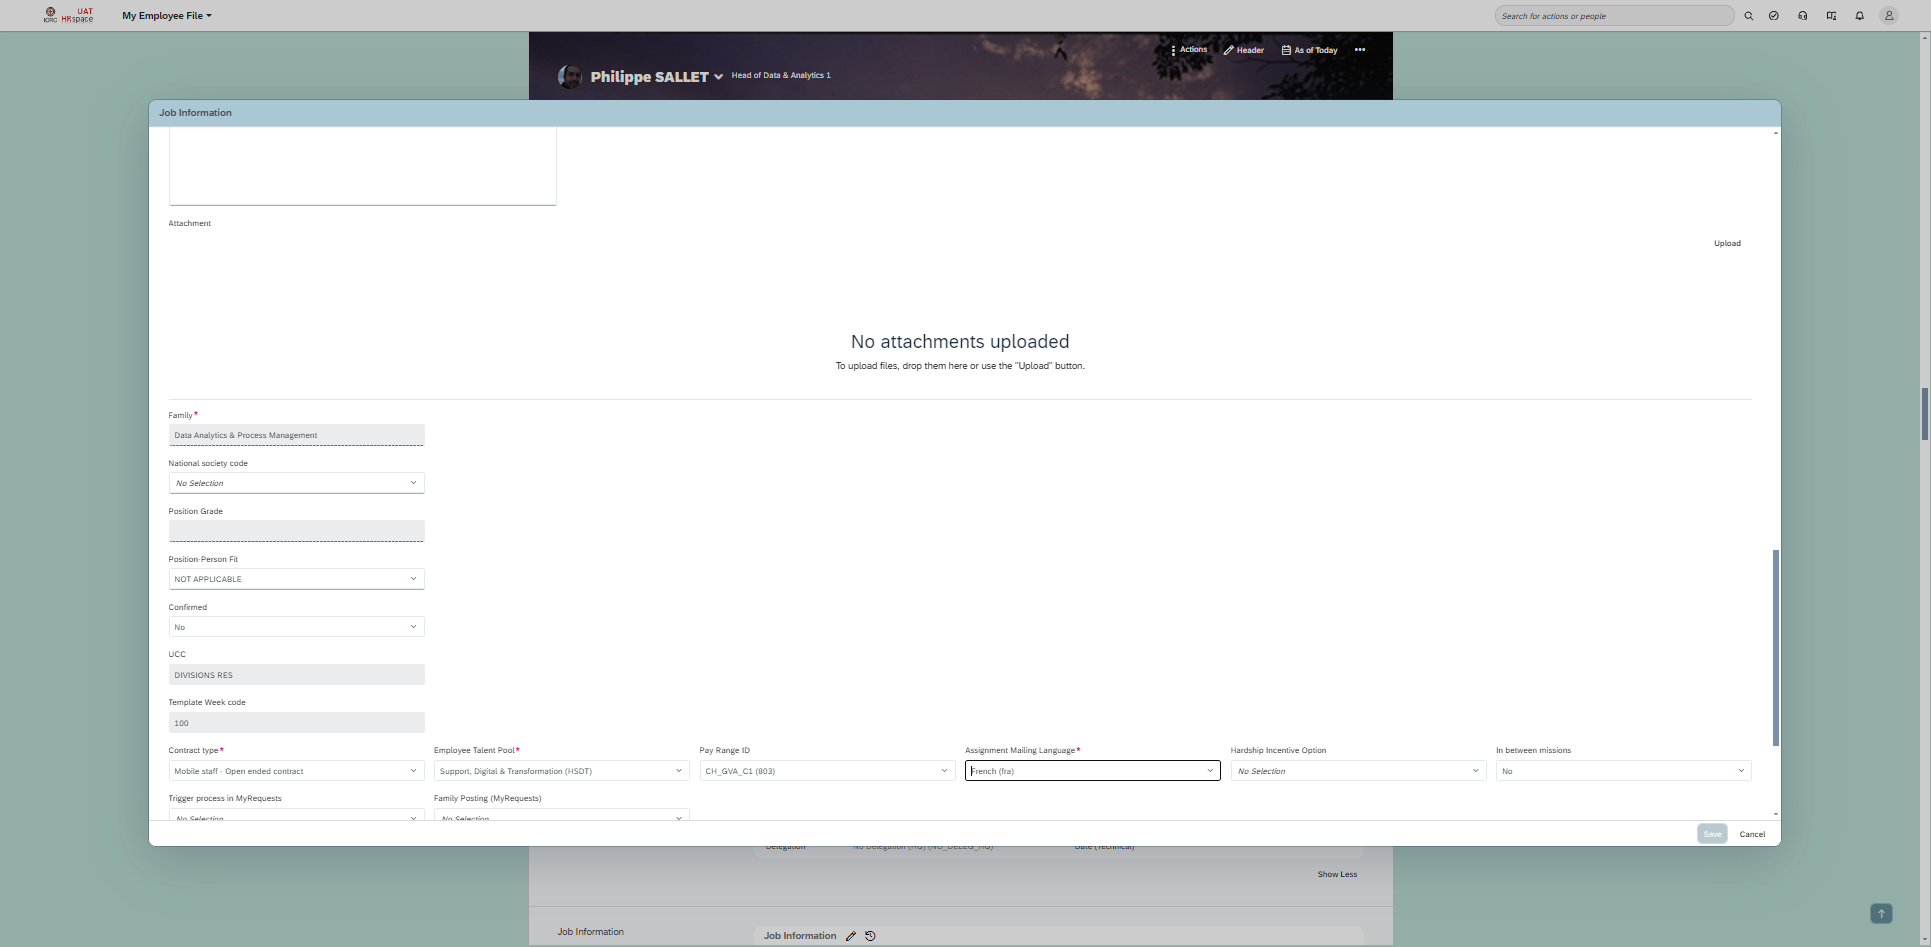 UAT
ICRC HRspace
My Employee File
Search for actions or people
Actions
Header
As of Today
Philippe SALLET
Head of Data & Analytics 1
Job Information
Attachment
Upload
No attachments uploaded
To upload files, drop them here or use the "Upload" button.
Family*
Data Analytics & Process Management
National society code
No Selection
Position Grade
Position-Person Fit
NOT APPLICABLE
Confirmed
No
UCC
DIVISIONS RES
Template Week code
100
Contract type* Employee Talent Pool* Pay Range ID Assignment Mailing Language* Hardship Incentive Option In between missions
Mobile staff - Open ended contract Support, Digital & Transformation (HSDT) CH_GVA_C1 (803) French (fra) No Selection No
Trigger process in MyRequests Family Posting (MyRequests)
No Selection No Selection
Save Cancel
Delegation No Delegation (HQ) (NO_DELEG_HQ) Date (Technical)
Show Less
Job Information Job Information